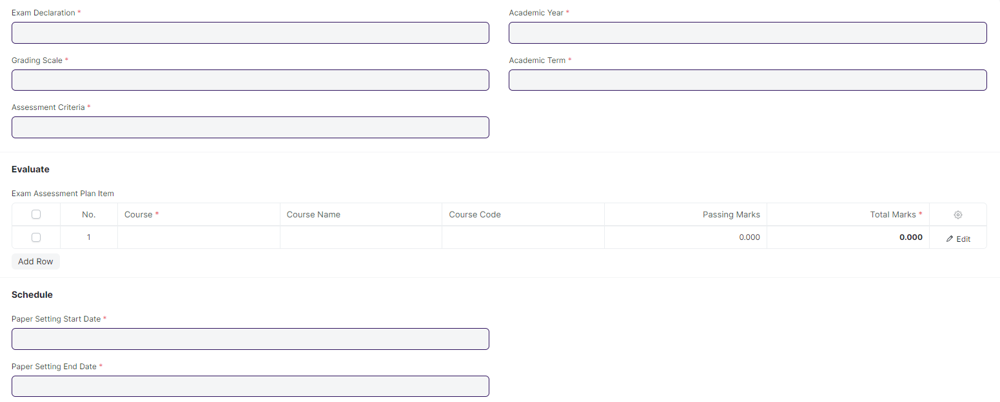 Exam Declaration *
Academic Year *
Grading Scale *
Academic Term *
Assessment Criteria *
Evaluate
Exam Assessment Plan Item
No. Course * Course Name Course Code Passing Marks Total Marks *
1 0.000 0.000 Edit
Add Row
Schedule
Paper Setting Start Date *
Paper Setting End Date *